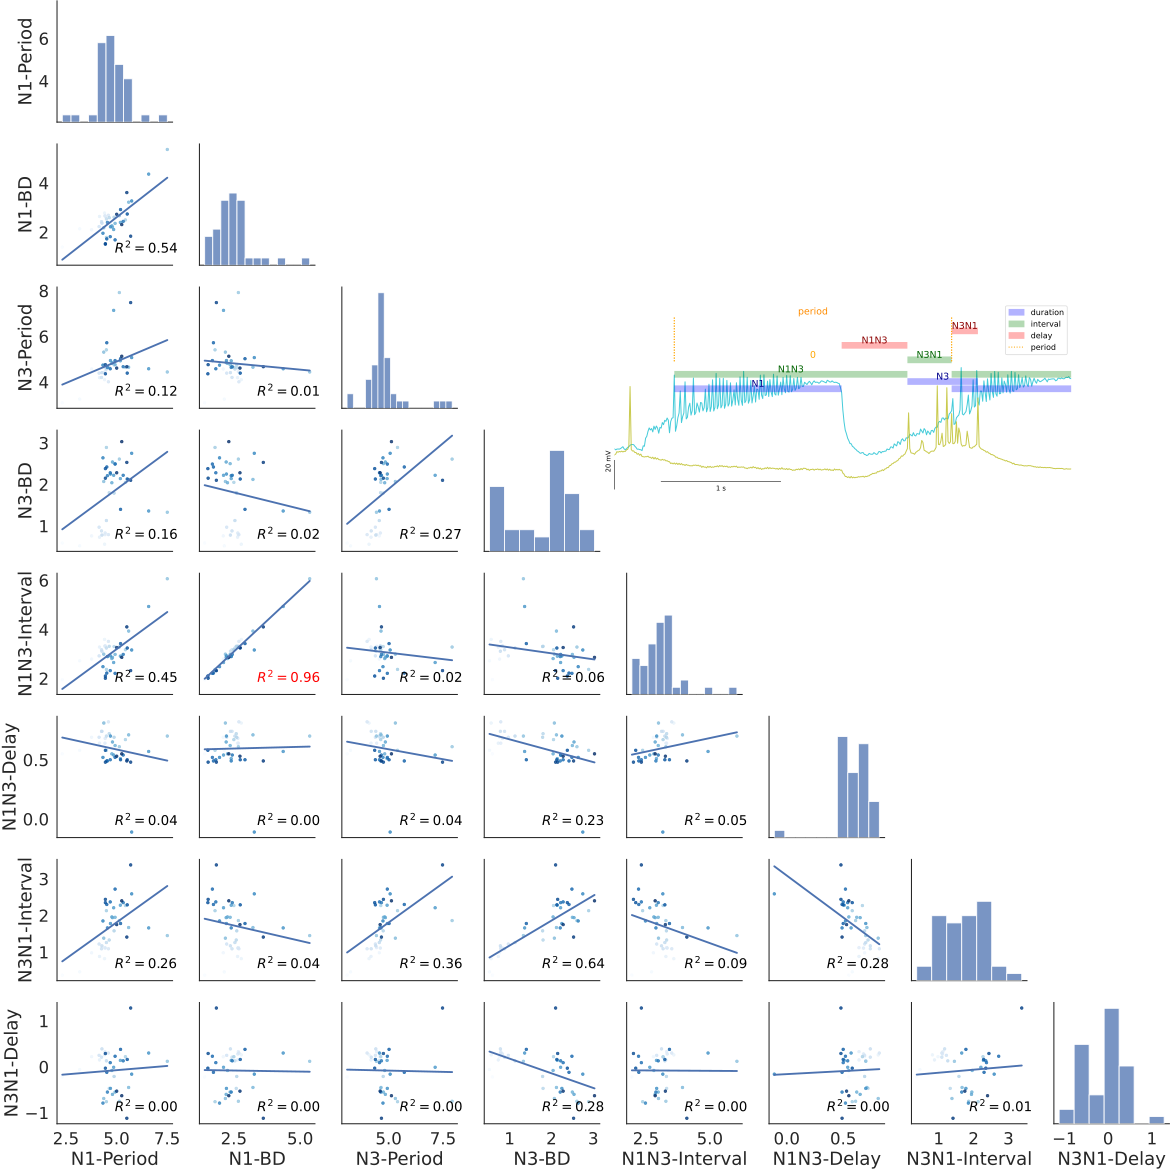 N1-Period
6
4
N1-BD
4
2
R² = 0.54
N3-Period
8
6
4
R² = 0.12
R² = 0.01
period
N3N1
duration
interval
delay
period
N1N3
N3N1
0
N1N3
N3
N1
20 mV
1 s
N3-BD
3
2
1
R² = 0.16
R² = 0.02
R² = 0.27
N1N3-Interval
6
4
2
R² = 0.45
R² = 0.96
R² = 0.02
R² = 0.06
N1N3-Delay
0.5
0.0
R² = 0.04
R² = 0.00
R² = 0.04
R² = 0.23
R² = 0.05
N3N1-Interval
3
2
1
R² = 0.26
R² = 0.04
R² = 0.36
R² = 0.64
R² = 0.09
R² = 0.28
N3N1-Delay
1
0
−1
R² = 0.00
R² = 0.00
R² = 0.00
R² = 0.28
R² = 0.00
R² = 0.00
R² = 0.01
2.5 5.0 7.5 2.5 5.0 5.0 7.5 1 2 3 2.5 5.0 0.0 0.5 1 2 3 −1 0 1
N1-Period N1-BD N3-Period N3-BD N1N3-Interval N1N3-Delay N3N1-Interval N3N1-Delay